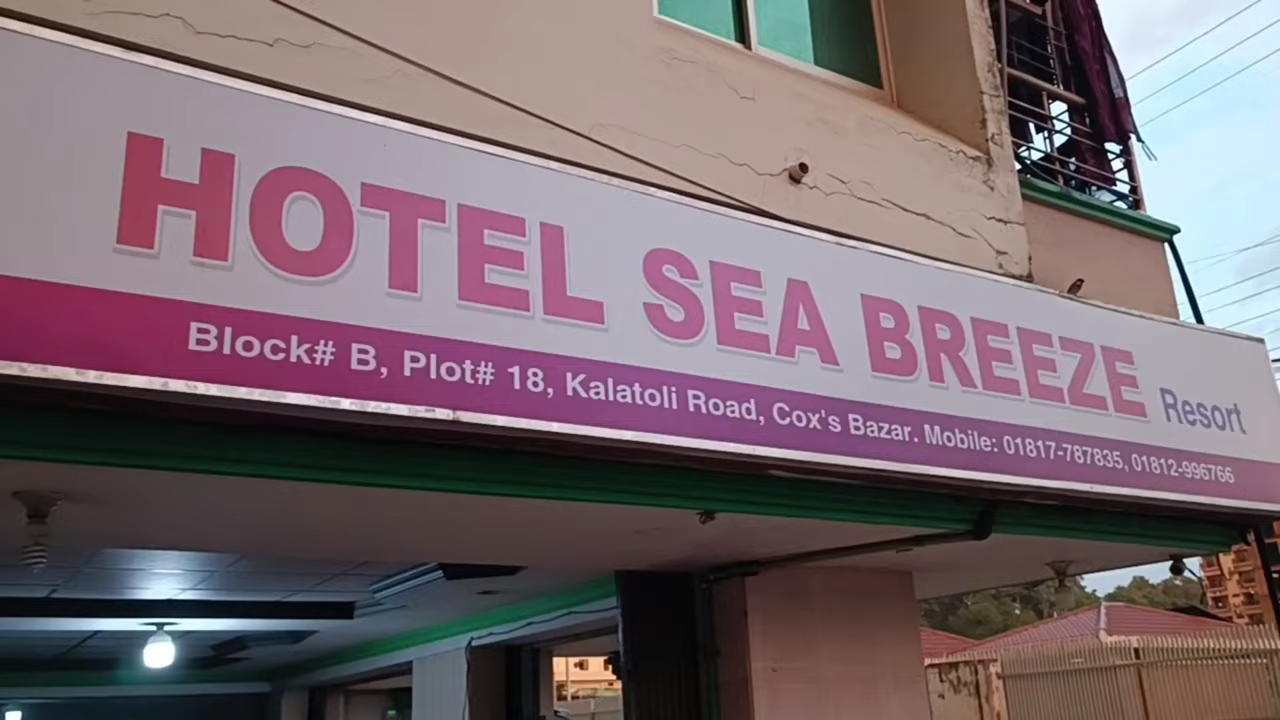 HOTEL SEA BREEZE Resort
Block# B, Plot# 18, Kalatoli Road, Cox's Bazar. Mobile: 01817-787835, 01812-996766